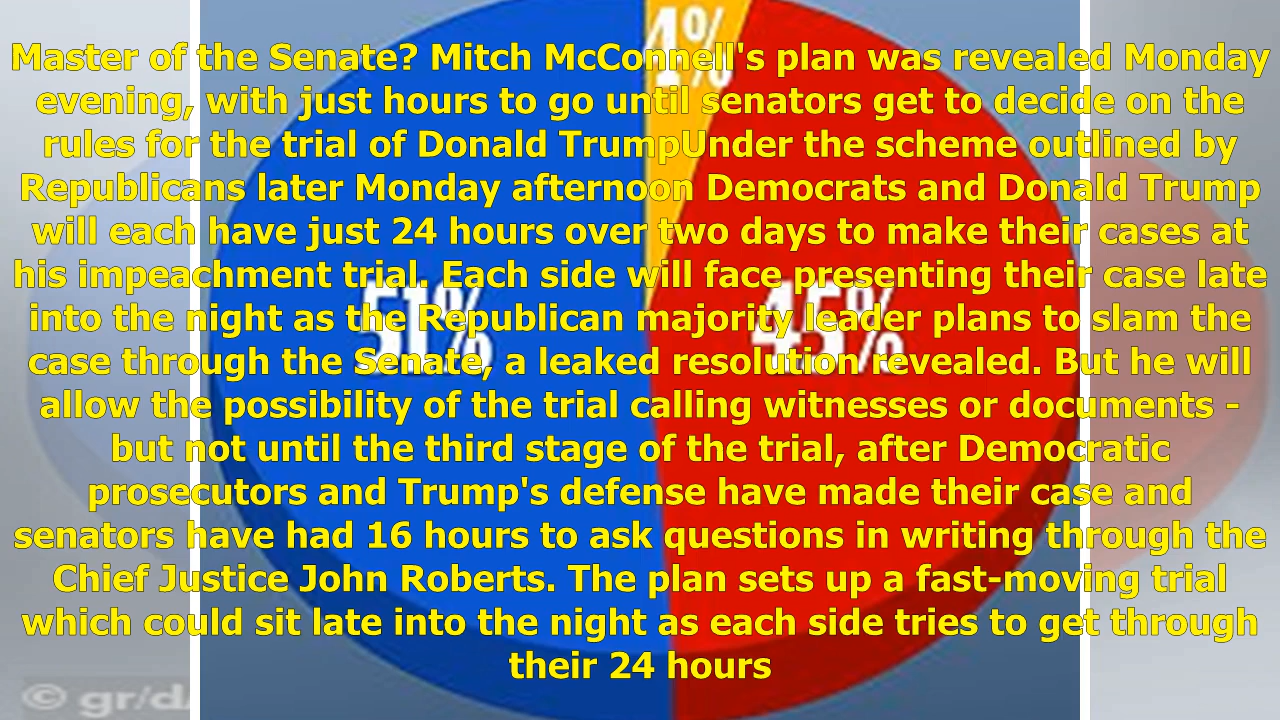 4%
Master of the Senate? Mitch McConnell's plan was revealed Monday
evening, with just hours to go until senators get to decide on the
rules for the trial of Donald TrumpUnder the scheme outlined by
Republicans later Monday afternoon Democrats and Donald Trump
will each have just 24 hours over two days to make their cases at
his impeachment trial. Each side will face presenting their case late
into the night as the Republican majority leader plans to slam the
51% 45%
case through the Senate, a leaked resolution revealed. But he will
allow the possibility of the trial calling witnesses or documents -
but not until the third stage of the trial, after Democratic
prosecutors and Trump's defense have made their case and
senators have had 16 hours to ask questions in writing through the
Chief Justice John Roberts. The plan sets up a fast-moving trial
which could sit late into the night as each side tries to get through
their 24 hours
© gr/d